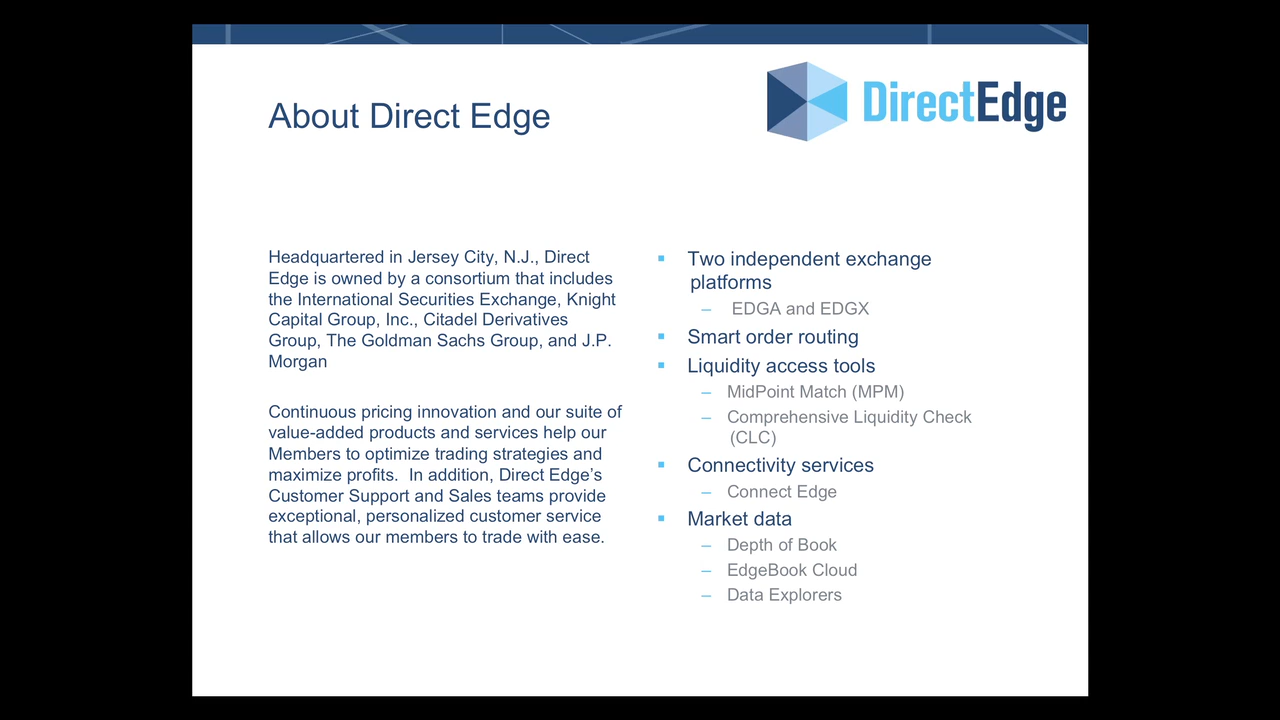 About Direct Edge
DirectEdge
Headquartered in Jersey City, N.J., Direct
Edge is owned by a consortium that includes
the International Securities Exchange, Knight
Capital Group, Inc., Citadel Derivatives
Group, The Goldman Sachs Group, and J.P.
Morgan
Continuous pricing innovation and our suite of
value-added products and services help our
Members to optimize trading strategies and
maximize profits.  In addition, Direct Edge’s
Customer Support and Sales teams provide
exceptional, personalized customer service
that allows our members to trade with ease.
▪ Two independent exchange
platforms
– EDGA and EDGX
▪ Smart order routing
▪ Liquidity access tools
– MidPoint Match (MPM)
– Comprehensive Liquidity Check
(CLC)
▪ Connectivity services
– Connect Edge
▪ Market data
– Depth of Book
– EdgeBook Cloud
– Data Explorers